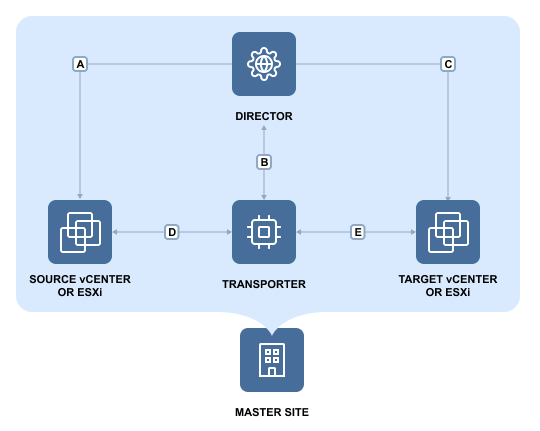 A
C
DIRECTOR
B
D
E
SOURCE vCENTER
OR ESXi
TRANSPORTER
TARGET vCENTER
OR ESXi
MASTER SITE